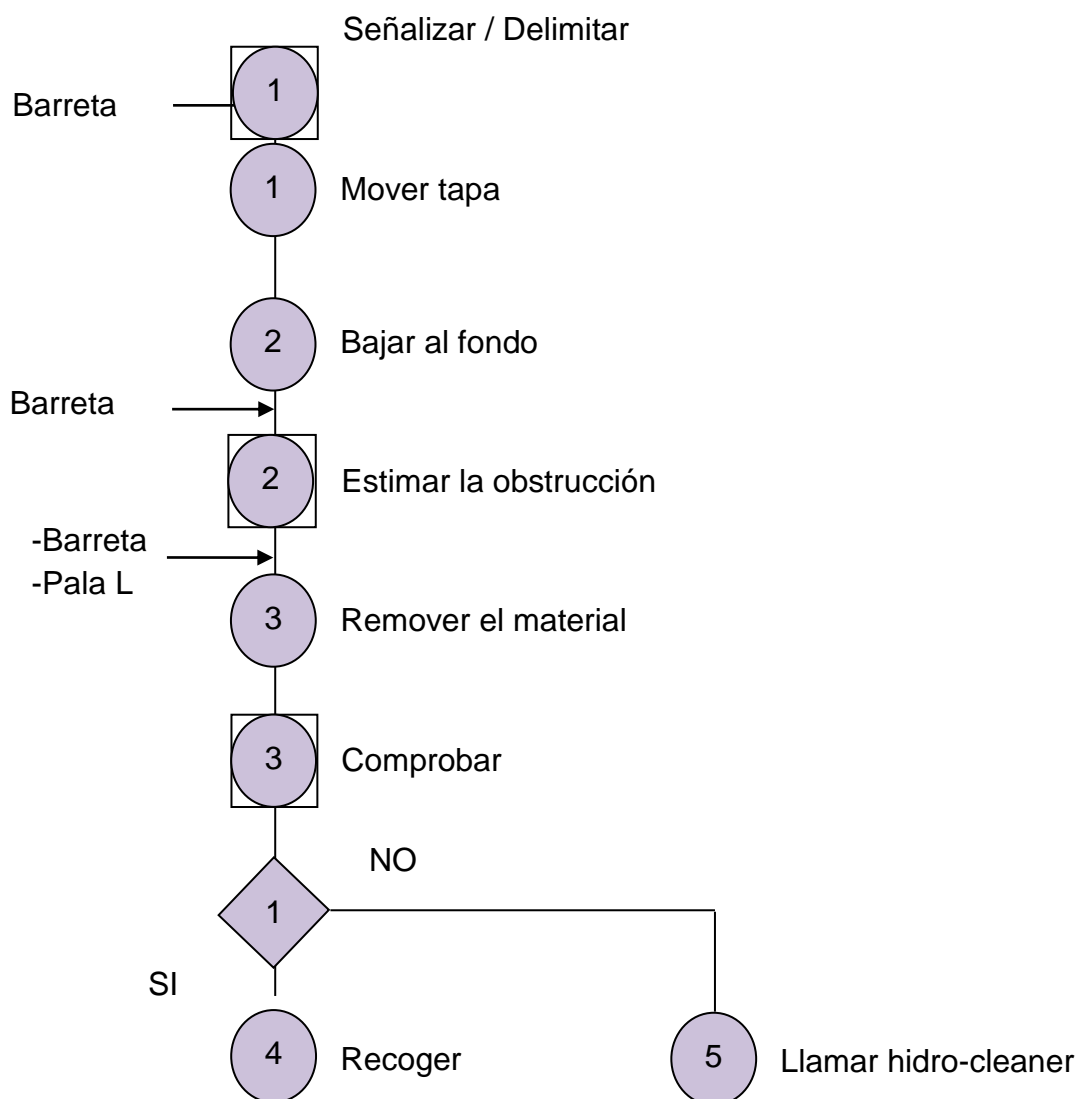 Señalizar / Delimitar
1
Barreta
1
Mover tapa
2
Bajar al fondo
Barreta
2
Estimar la obstrucción
-Barreta
-Pala L
3
Remover el material
3
Comprobar
NO
1
SI
4
Recoger
5
Llamar hidro-cleaner